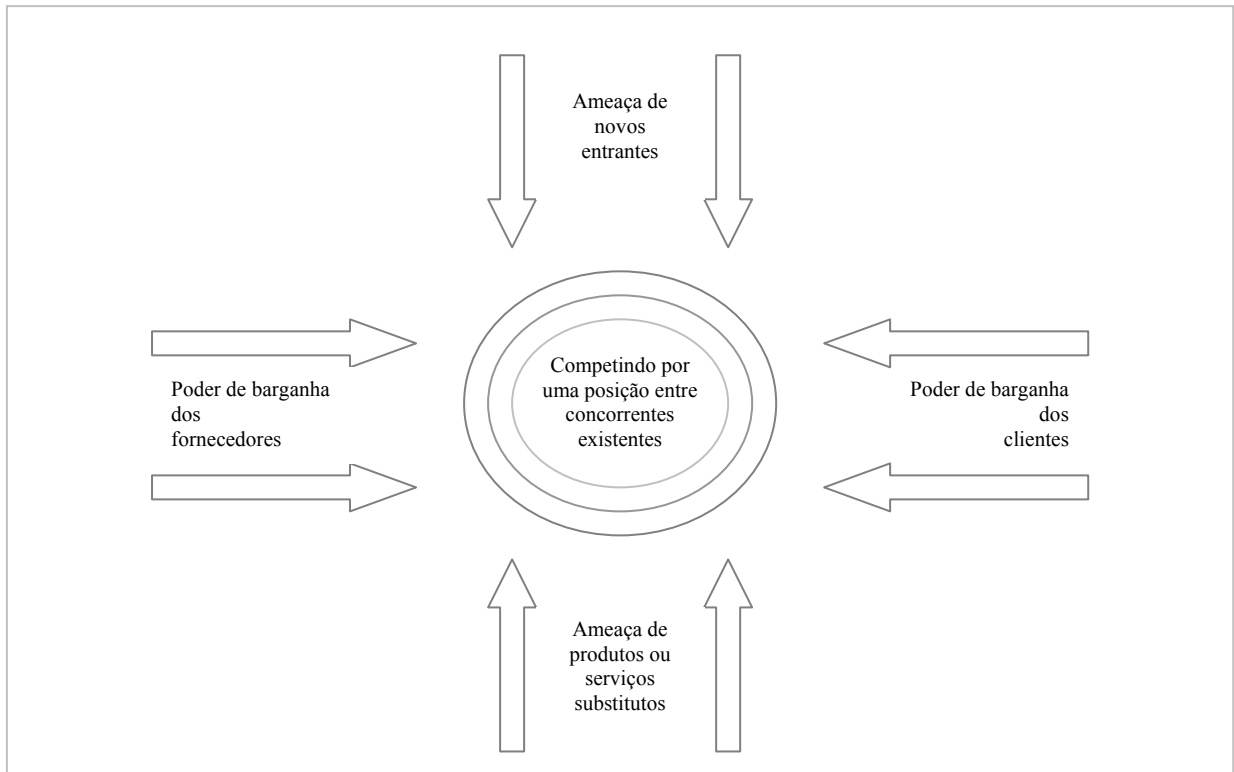 Ameaça de
novos
entrantes
Competindo por
uma posição entre
concorrentes
existentes
Poder de barganha
dos
fornecedores
Poder de barganha
dos
clientes
Ameaça de
produtos ou
serviços
substitutos